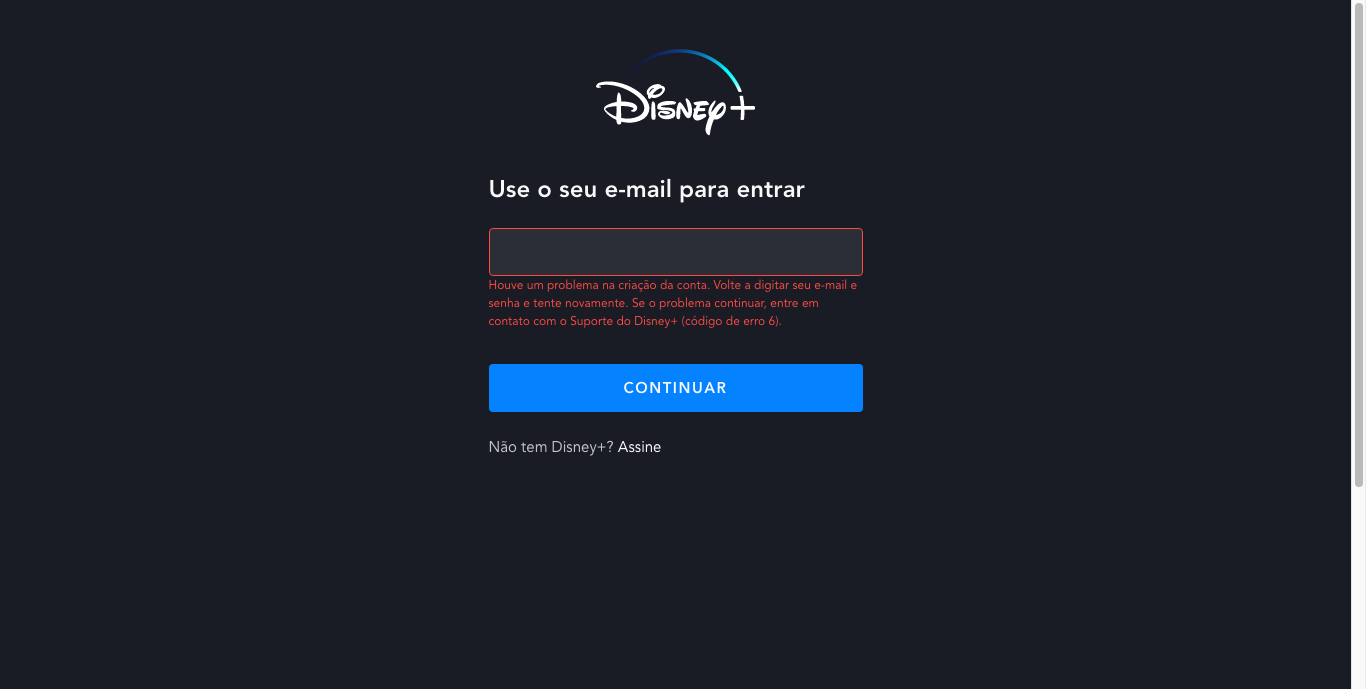 Disney+
Use o seu e-mail para entrar
Houve um problema na criação da conta. Volte a digitar seu e-mail e
senha e tente novamente. Se o problema continuar, entre em
contato com o Suporte do Disney+ (código de erro 6).
CONTINUAR
Não tem Disney+? Assine